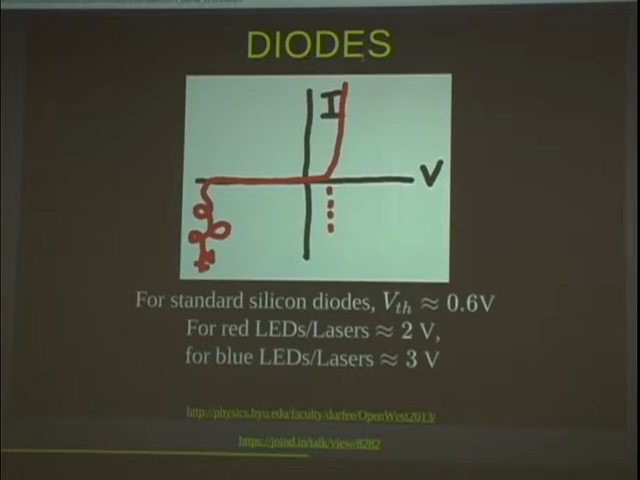 DIODES
I
V
For standard silicon diodes, Vth ≈ 0.6V
For red LEDs/Lasers ≈ 2 V,
for blue LEDs/Lasers ≈ 3 V
http://physics.byu.edu/faculty/durfee/OpenWest2013/
https://joind.in/talk/view/8282